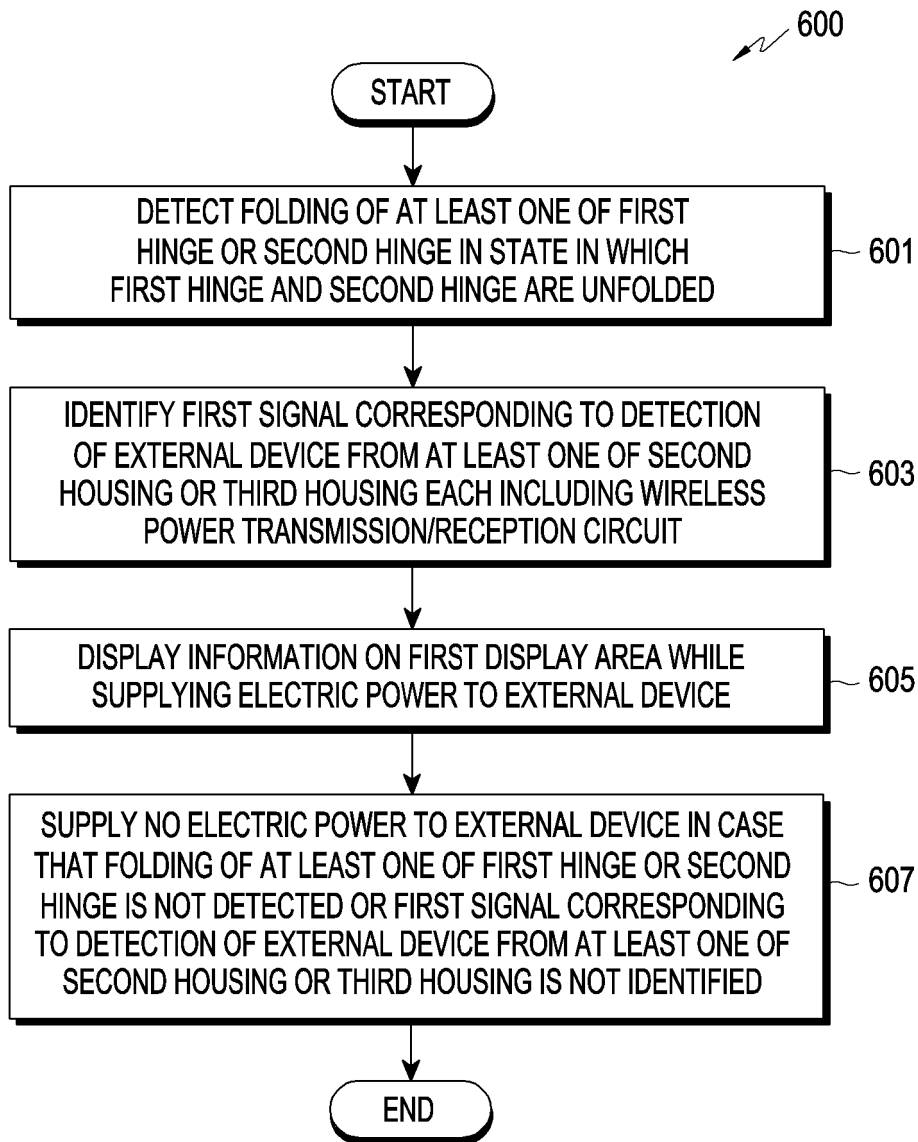 600
START
DETECT FOLDING OF AT LEAST ONE OF FIRST
HINGE OR SECOND HINGE IN STATE IN WHICH
FIRST HINGE AND SECOND HINGE ARE UNFOLDED
601
IDENTIFY FIRST SIGNAL CORRESPONDING TO DETECTION
OF EXTERNAL DEVICE FROM AT LEAST ONE OF SECOND
HOUSING OR THIRD HOUSING EACH INCLUDING WIRELESS
POWER TRANSMISSION/RECEPTION CIRCUIT
603
DISPLAY INFORMATION ON FIRST DISPLAY AREA WHILE
SUPPLYING ELECTRIC POWER TO EXTERNAL DEVICE
605
SUPPLY NO ELECTRIC POWER TO EXTERNAL DEVICE IN CASE
THAT FOLDING OF AT LEAST ONE OF FIRST HINGE OR SECOND
HINGE IS NOT DETECTED OR FIRST SIGNAL CORRESPONDING
TO DETECTION OF EXTERNAL DEVICE FROM AT LEAST ONE OF
SECOND HOUSING OR THIRD HOUSING IS NOT IDENTIFIED
607
END